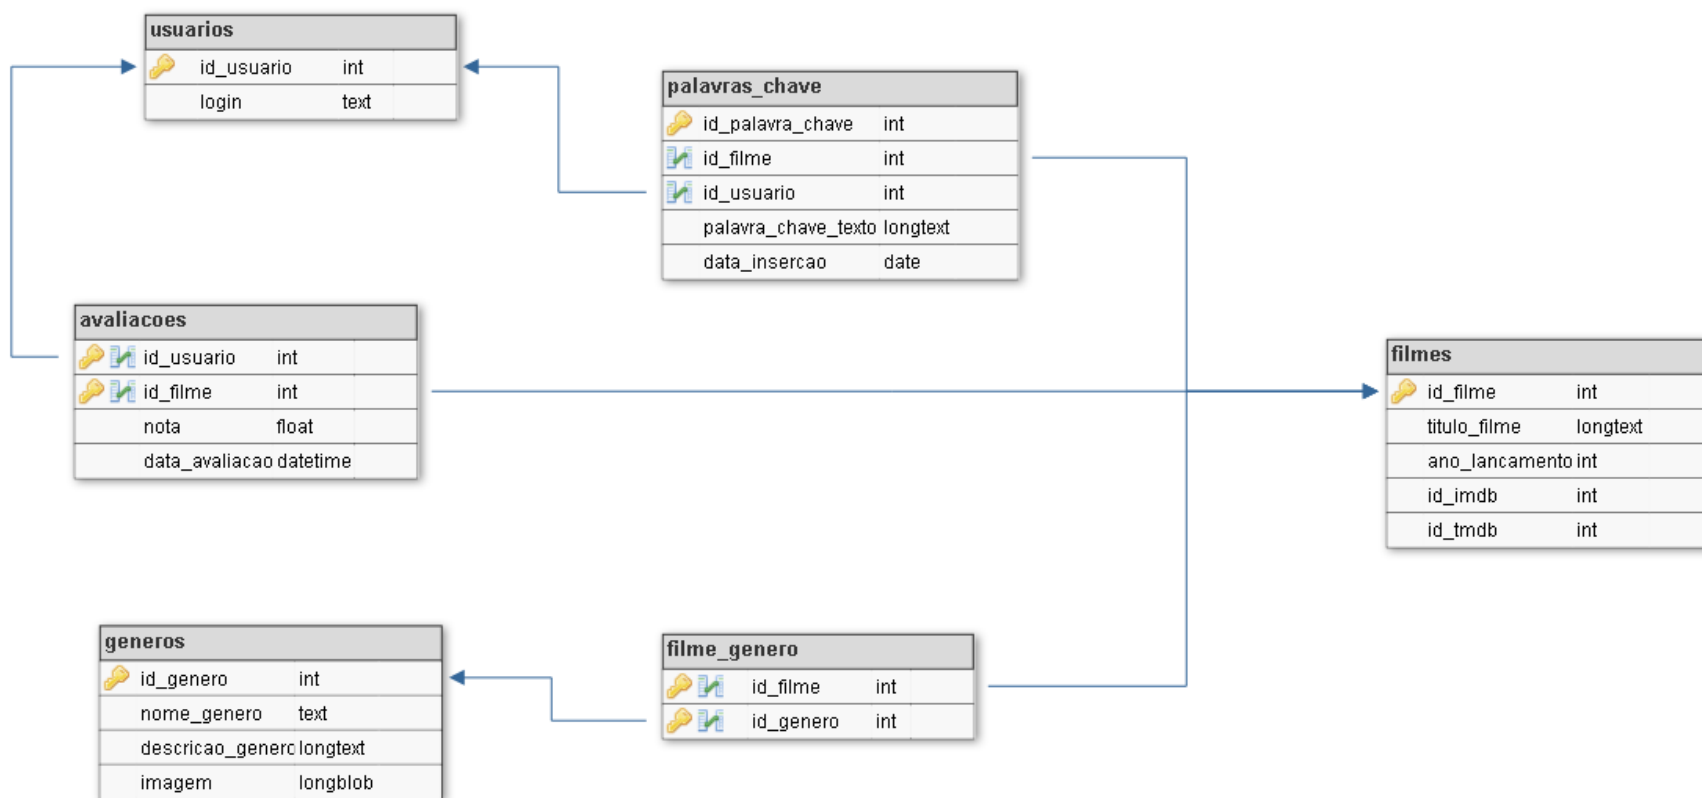 usuarios
id_usuario int
login text
palavras_chave
id_palavra_chave int
id_filme int
id_usuario int
palavra_chave_texto longtext
data_insercao date
avaliacoes
id_usuario int
id_filme int
nota float
data_avaliacao datetime
filmes
id_filme int
titulo_filme longtext
ano_lancamento int
id_imdb int
id_tmdb int
generos
id_genero int
nome_genero text
descricao_genero longtext
imagem longblob
filme_genero
id_filme int
id_genero int